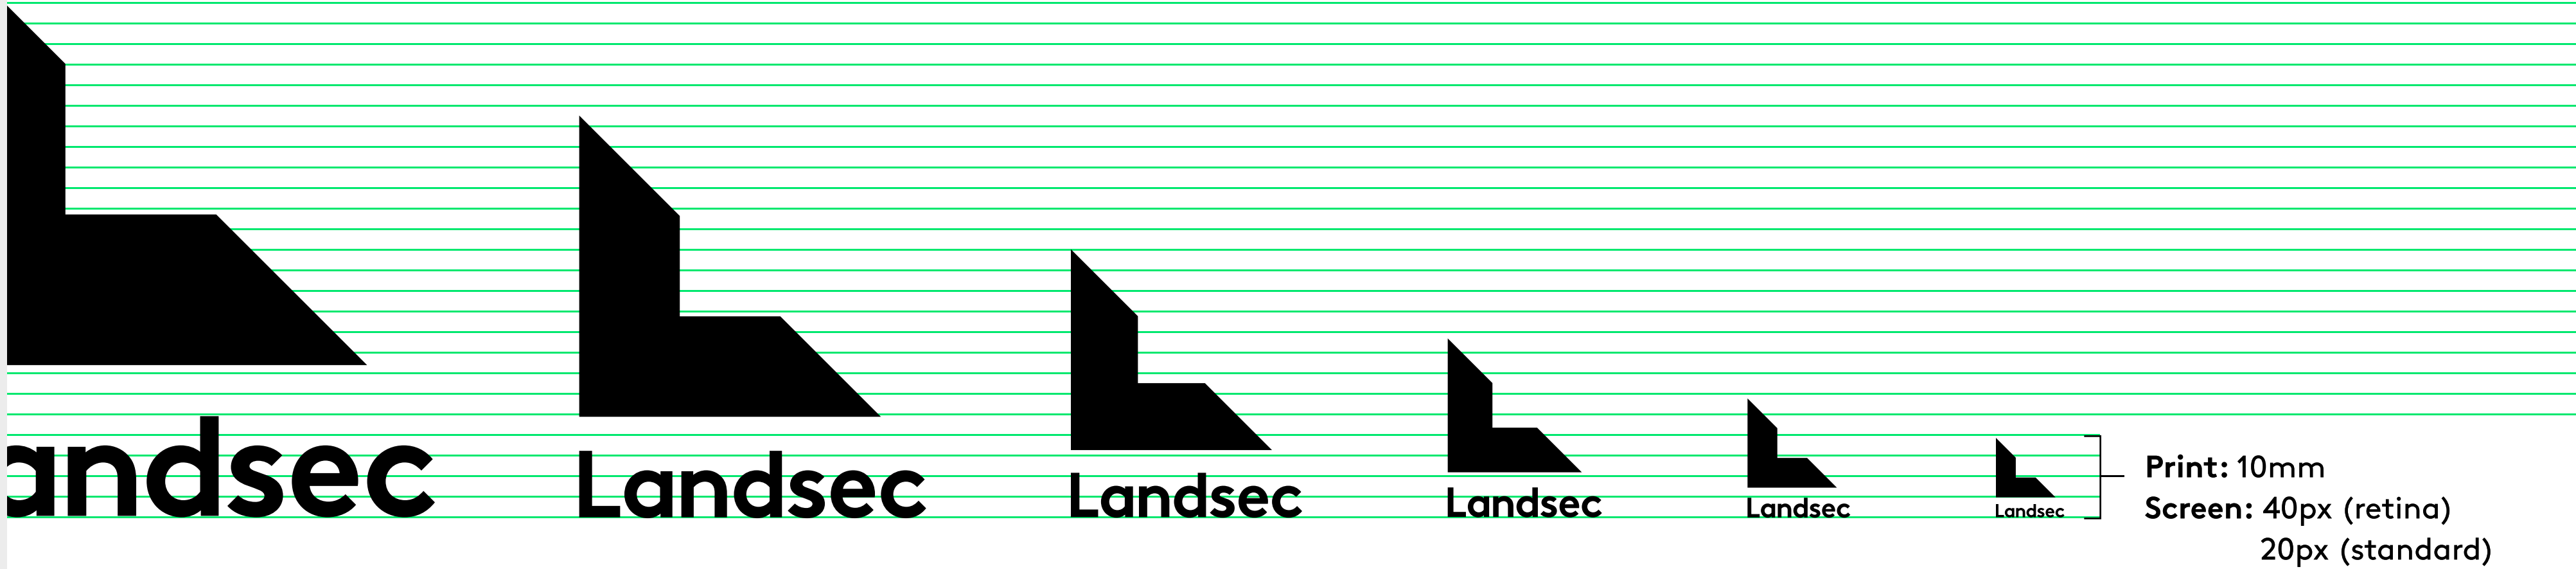 andsec
Landsec
Landsec
Landsec
Landsec
Landsec
Print: 10mm
Screen: 40px (retina)
20px (standard)